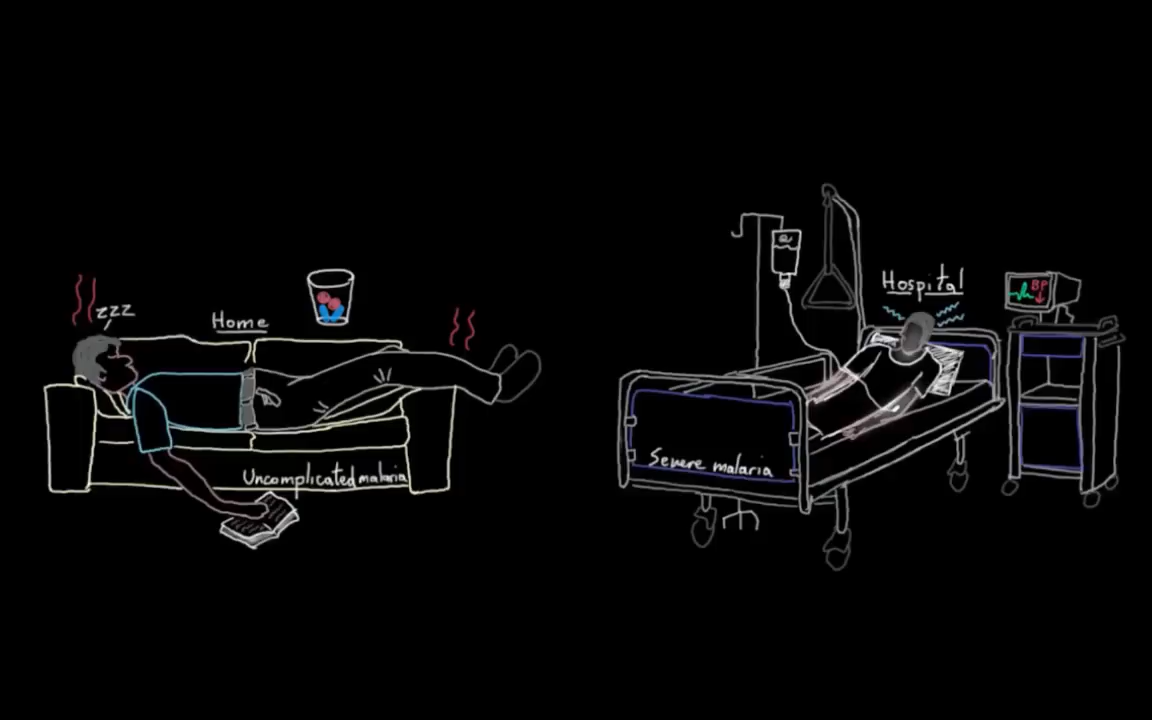 zzz
Home
Uncomplicated malaria
Hospital
BP
Severe malaria